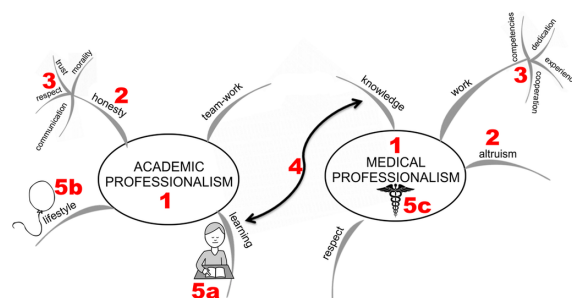 trust
morality
3
respect
communication
2
honesty
team-work
ACADEMIC
PROFESSIONALISM
1
5b
lifestyle
learning
5a
4
knowledge
work
competencies
dedication
experience
3
cooperation
1
MEDICAL
PROFESSIONALISM
5c
2
altruism
respect